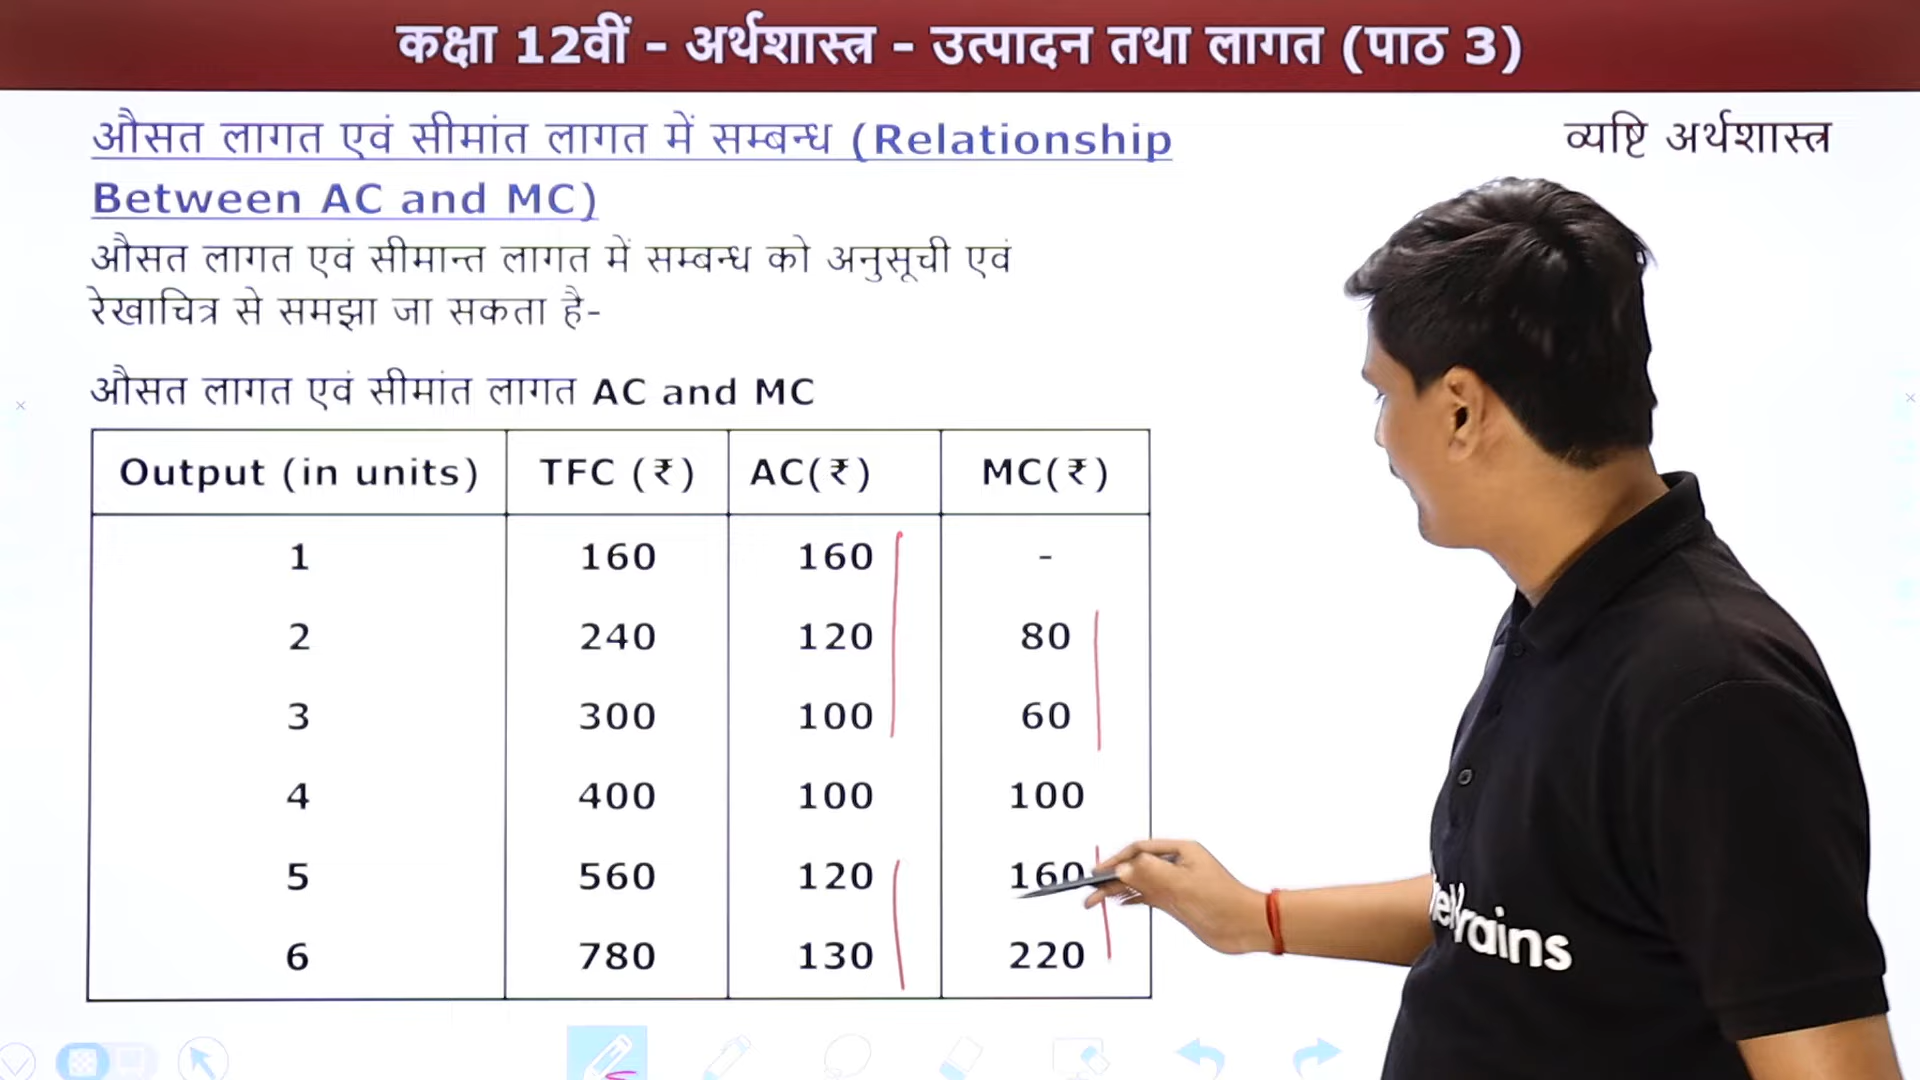 कक्षा 12वीं - अर्थशास्त्र - उत्पादन तथा लागत (पाठ 3)
औसत लागत एवं सीमांत लागत में सम्बन्ध (Relationship
Between AC and MC)
व्यष्टि अर्थशास्त्र
औसत लागत एवं सीमान्त लागत में सम्बन्ध को अनुसूची एवं
रेखाचित्र से समझा जा सकता है-
औसत लागत एवं सीमांत लागत AC and MC
Output (in units) TFC (₹) AC(₹) MC(₹)
1 160 160 -
2 240 120 80
3 300 100 60
4 400 100 100
5 560 120 160
6 780 130 220